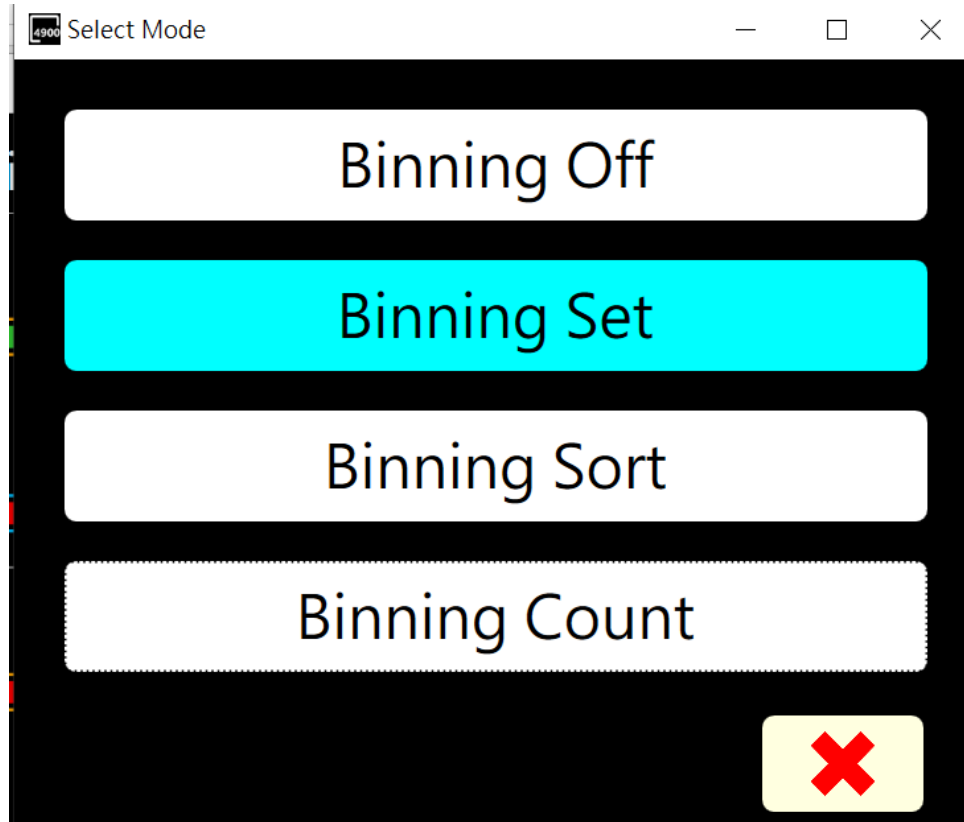 4900 Select Mode
Binning Off
Binning Set
Binning Sort
Binning Count